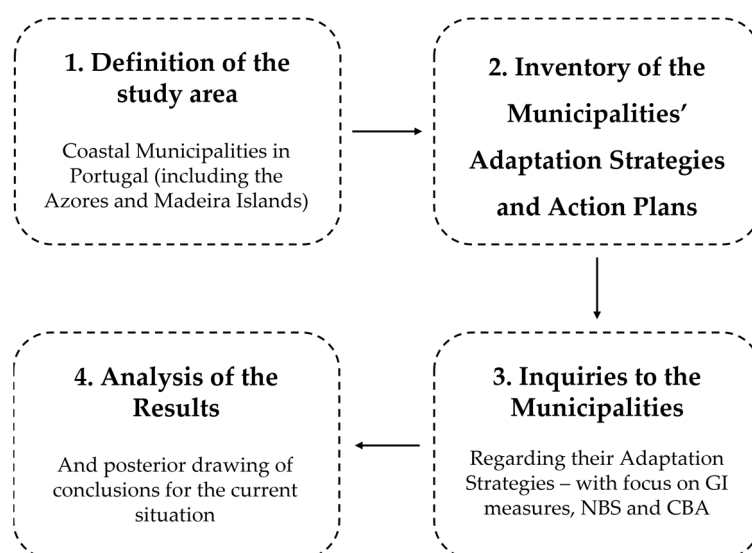 1. Definition of the
study area
Coastal Municipalities in
Portugal (including the
Azores and Madeira Islands)
2. Inventory of the
Municipalities’
Adaptation Strategies
and Action Plans
3. Inquiries to the
Municipalities
Regarding their Adaptation
Strategies – with focus on GI
measures, NBS and CBA
4. Analysis of the
Results
And posterior drawing of
conclusions for the current
situation